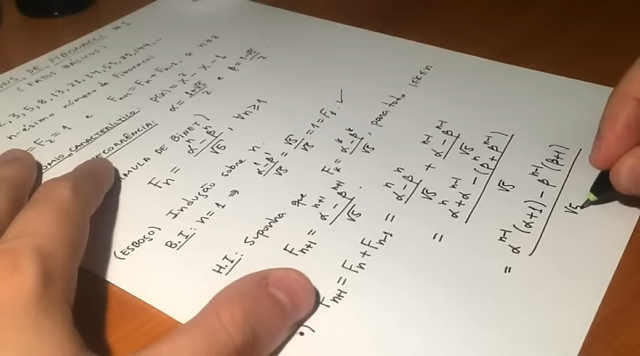 DE FIBONACCI #1
(FATOS BÁSICOS)
2, 3, 5, 8, 13, 21, 34, 55, 89, 144, ...
n-ésimo número de Fibonacci
= F₂ = 1 e Fₙ₊₁ = Fₙ + Fₙ₋₁, n ≥ 2
CARACTERÍSTICO p(x) = x² - x - 1
RECORRÊNCIA: α = (1+√5)/2 e β = (1-√5)/2
FÓRMULA DE BINET)
Fₙ = (αⁿ - βⁿ)/√5, ∀n ≥ 1
(ESBOÇO) Indução sobre n.
B.I: n = 1 ⇒ (α¹ - β¹)/√5 = √5/√5 = 1 = F₁ ✓
H.I: Suponha que Fₖ = (αᵏ - βᵏ)/√5, para todo 1≤k≤n.
Fₙ₊₁ = (αⁿ⁺¹ - βⁿ⁺¹)/√5
Fₙ₊₁ = Fₙ + Fₙ₋₁ = (αⁿ - βⁿ)/√5 + (αⁿ⁻¹ - βⁿ⁻¹)/√5
= (αⁿ + αⁿ⁻¹ - (βⁿ + βⁿ⁻¹))/√5
= (αⁿ⁻¹(α+1) - βⁿ⁻¹(β+1))/√5